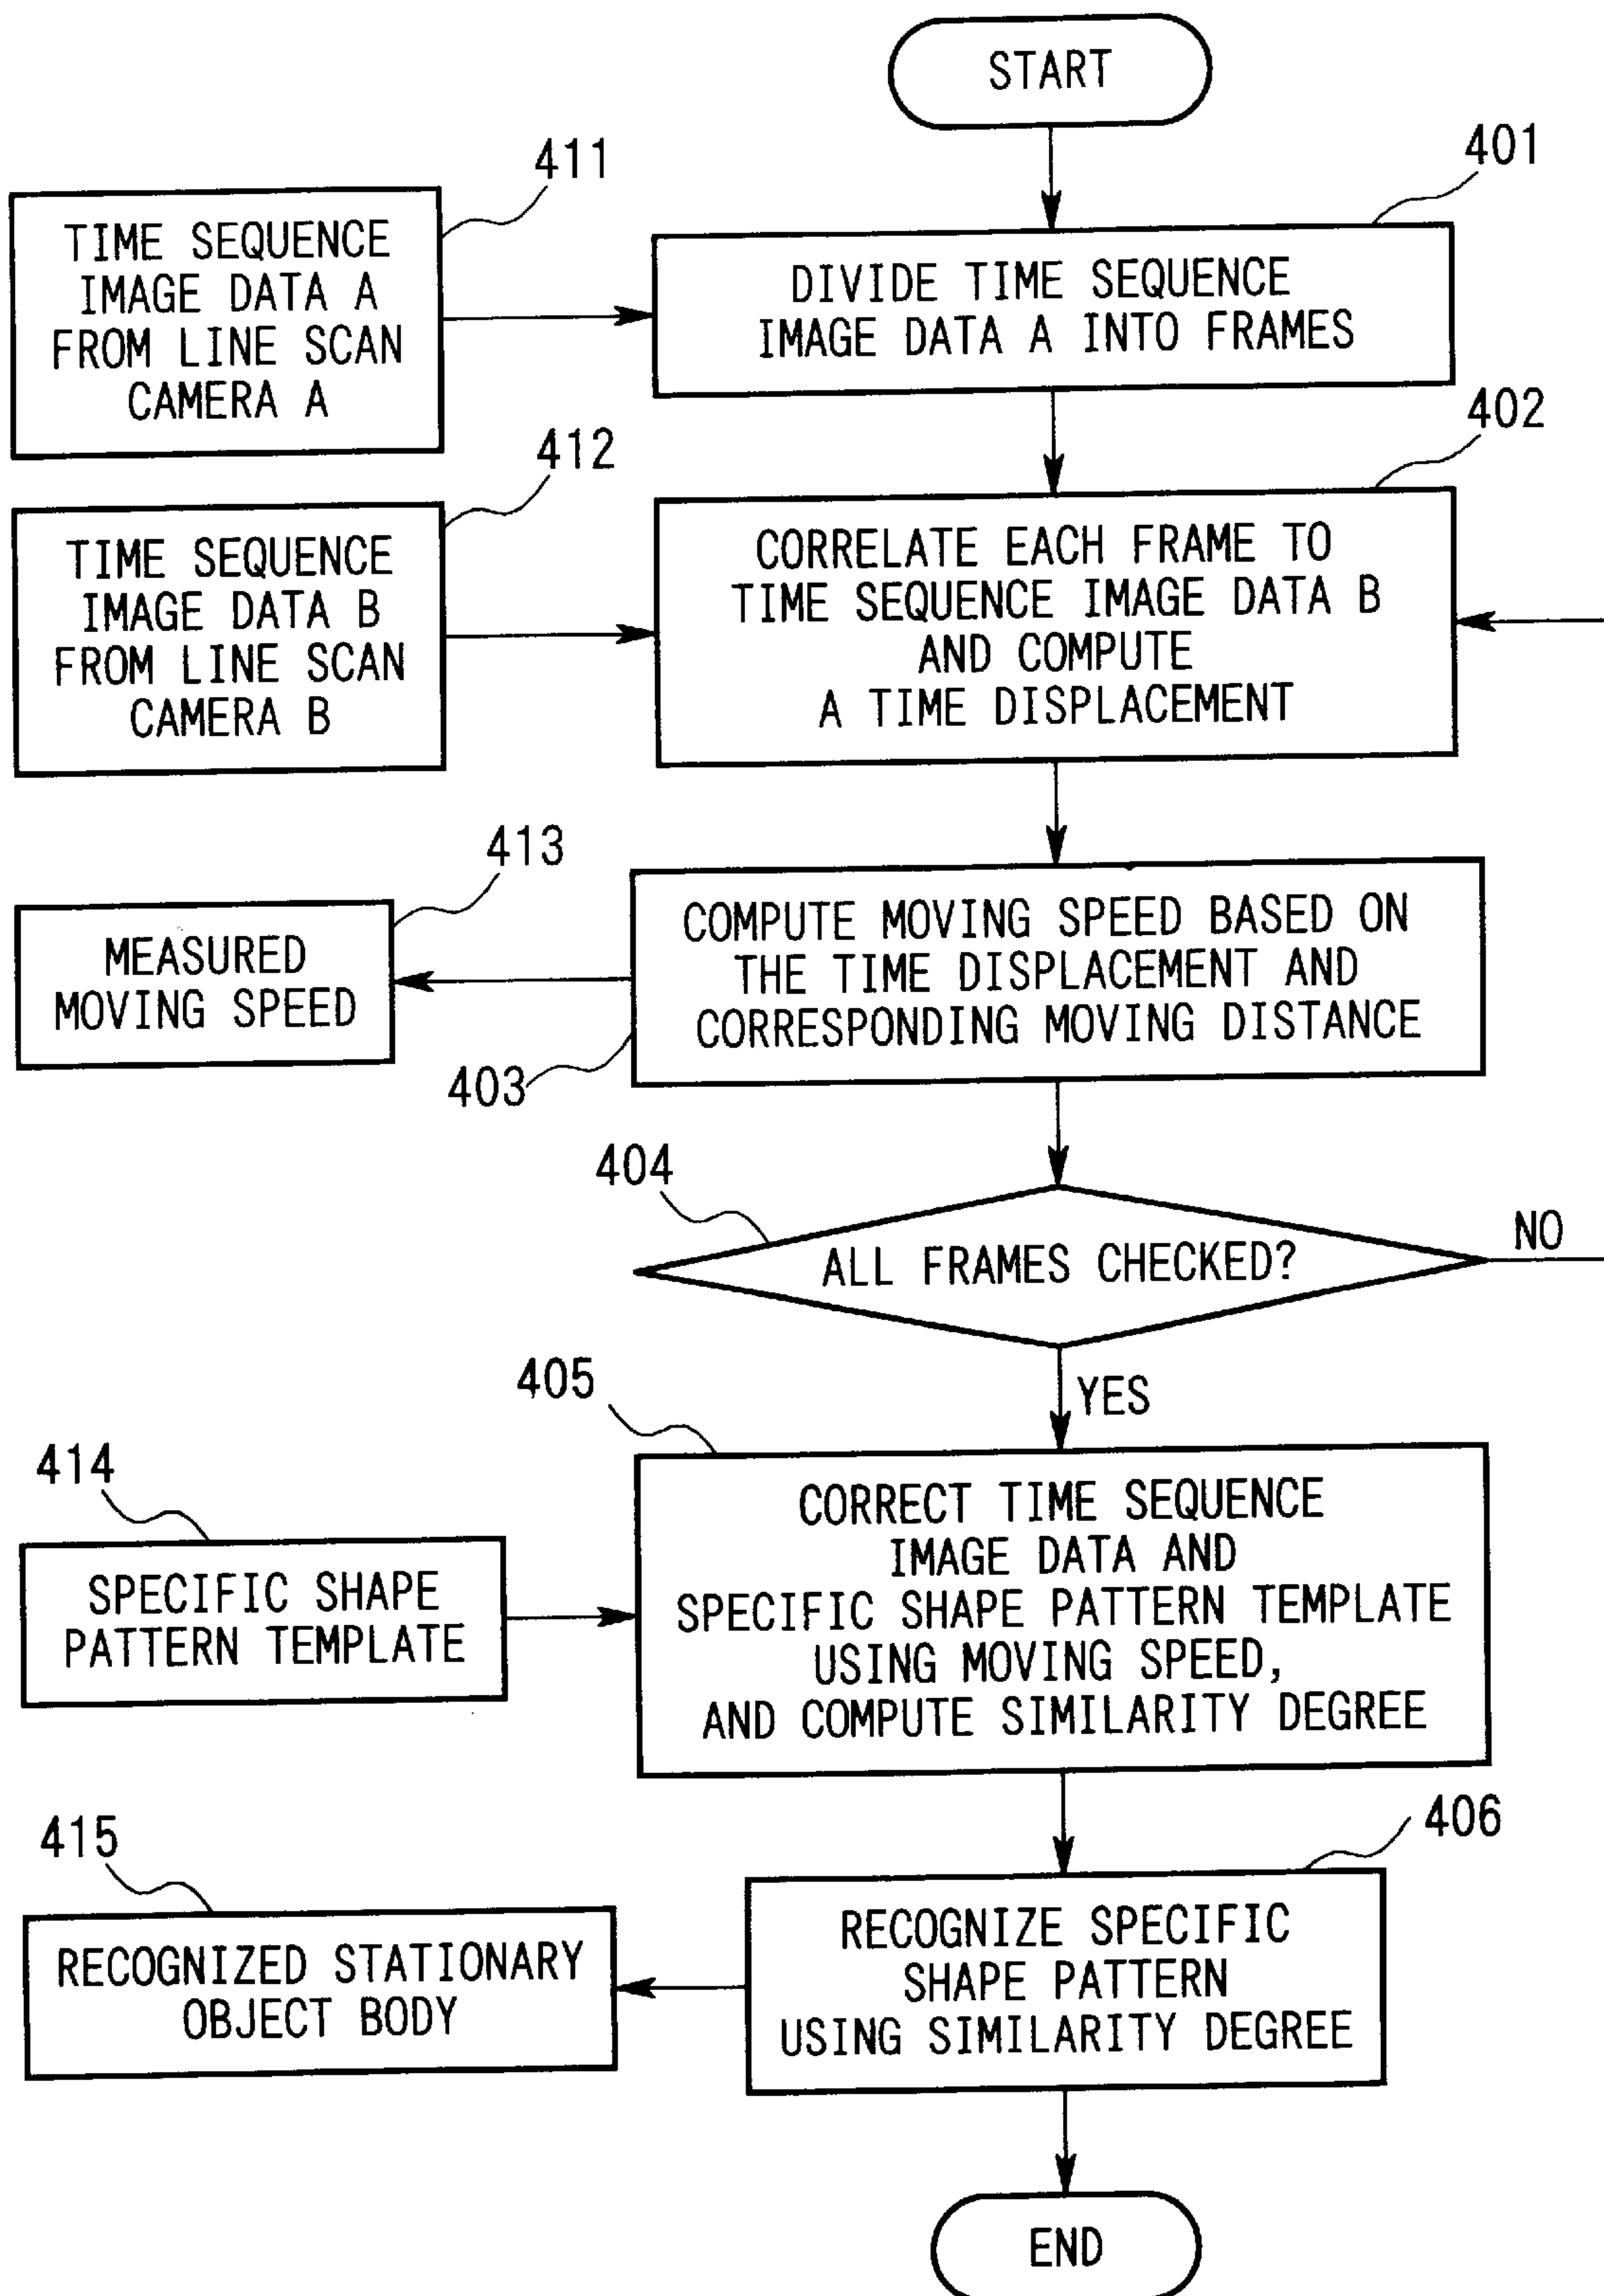 START
411
401
TIME SEQUENCE
IMAGE DATA A
FROM LINE SCAN
CAMERA A
DIVIDE TIME SEQUENCE
IMAGE DATA A INTO FRAMES
412
402
TIME SEQUENCE
IMAGE DATA B
FROM LINE SCAN
CAMERA B
CORRELATE EACH FRAME TO
TIME SEQUENCE IMAGE DATA B
AND COMPUTE
A TIME DISPLACEMENT
413
MEASURED
MOVING SPEED
COMPUTE MOVING SPEED BASED ON
THE TIME DISPLACEMENT AND
CORRESPONDING MOVING DISTANCE
403
404
ALL FRAMES CHECKED?
NO
YES
405
414
SPECIFIC SHAPE
PATTERN TEMPLATE
CORRECT TIME SEQUENCE
IMAGE DATA AND
SPECIFIC SHAPE PATTERN TEMPLATE
USING MOVING SPEED,
AND COMPUTE SIMILARITY DEGREE
415
406
RECOGNIZED STATIONARY
OBJECT BODY
RECOGNIZE SPECIFIC
SHAPE PATTERN
USING SIMILARITY DEGREE
END